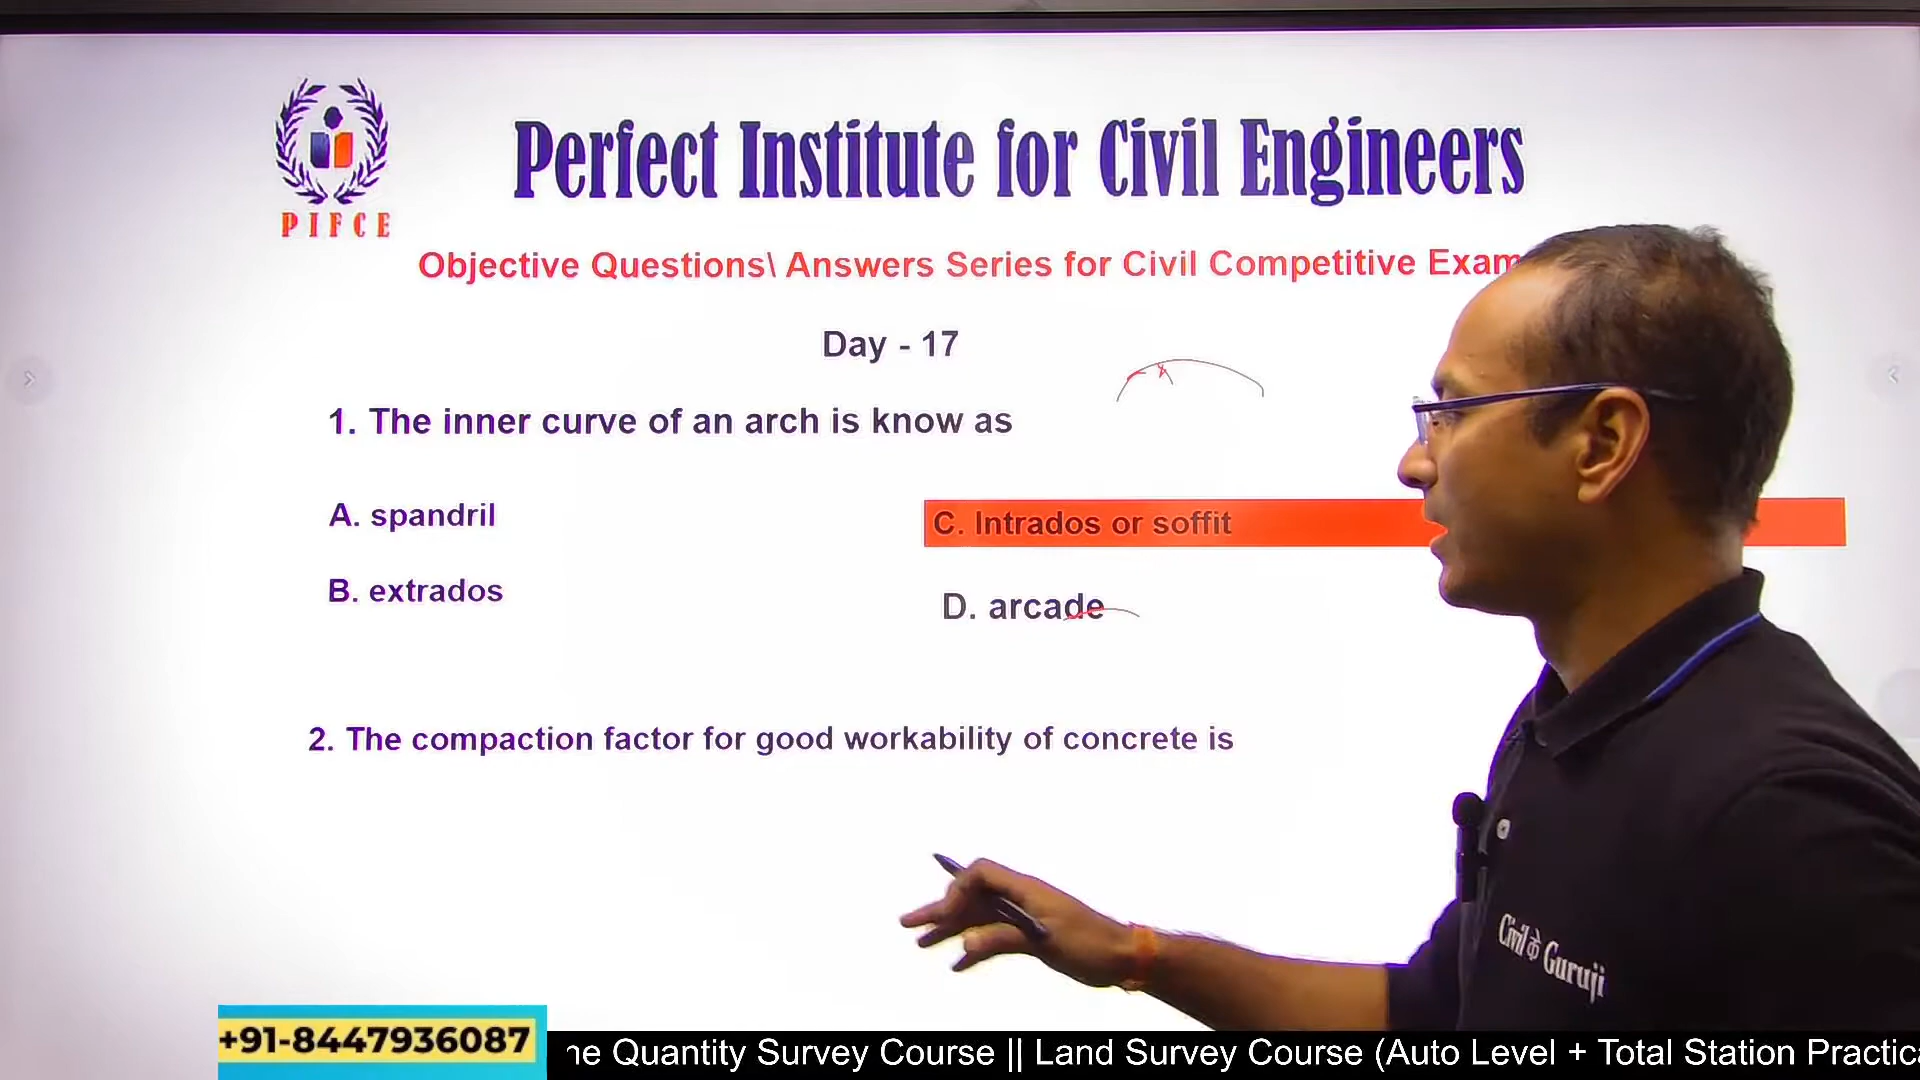 Perfect Institute for Civil Engineers
PIFCE
Objective Questions\ Answers Series for Civil Competitive Exam
Day - 17
1. The inner curve of an arch is know as
A. spandril
C. Intrados or soffit
B. extrados
D. arcade
2. The compaction factor for good workability of concrete is
Civil के Guruji
+91-8447936087
Quantity Survey Course || Land Survey Course (Auto Level + Total Station